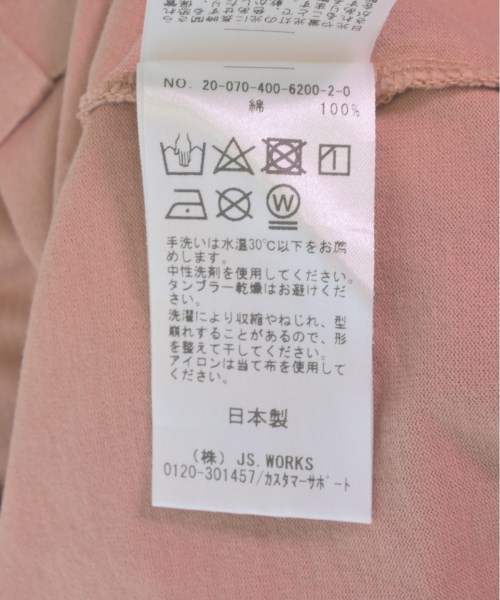 NO. 20-070-400-6200-2-0
綿 100%
手洗いは水温30℃以下をお勧
めします。
中性洗剤を使用してください。
タンブラー乾燥はお避けくだ
さい。
洗濯により収縮やねじれ、型
崩れすることがあるので、形
を整えて干してください。
アイロンは当て布を使用して
ください。
日本製
(株) JS.WORKS
0120-301457/カスタマーサポート